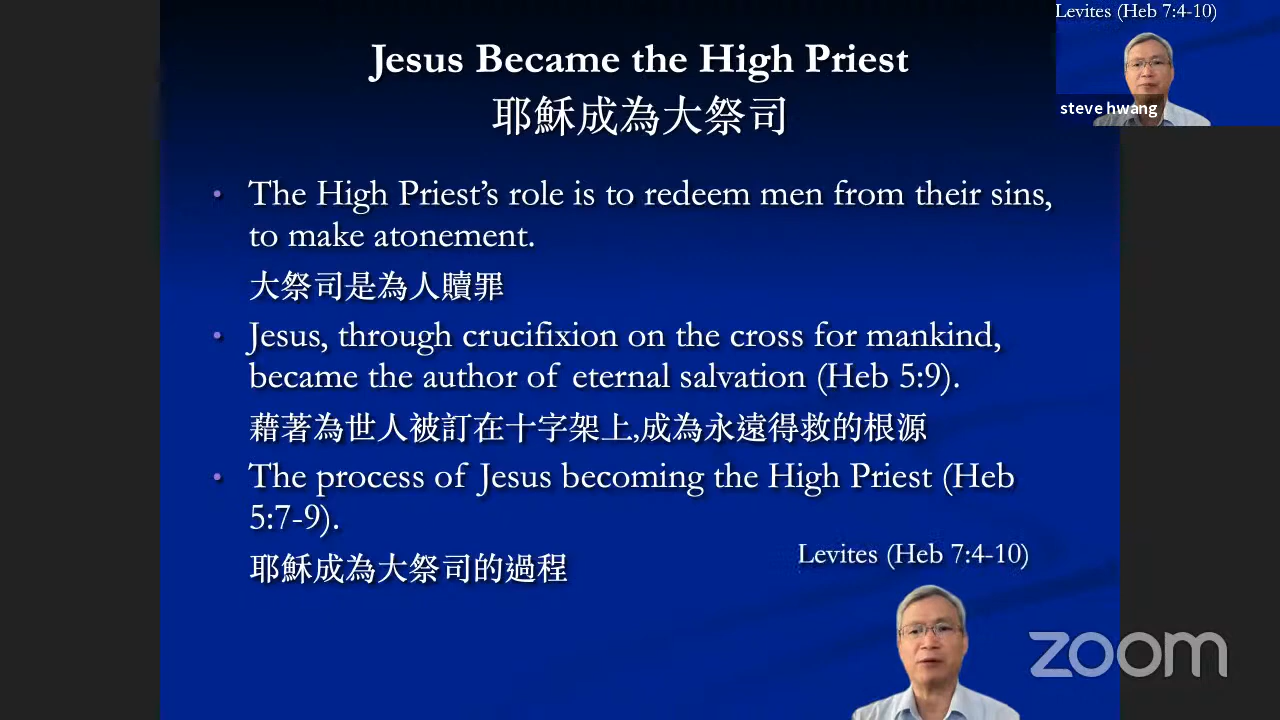 Levites (Heb 7:4-10)
steve hwang
Jesus Became the High Priest
耶穌成為大祭司
• The High Priest’s role is to redeem men from their sins,
to make atonement.
大祭司是為人贖罪
• Jesus, through crucifixion on the cross for mankind,
became the author of eternal salvation (Heb 5:9).
藉著為世人被訂在十字架上,成為永遠得救的根源
• The process of Jesus becoming the High Priest (Heb
5:7-9).
耶穌成為大祭司的過程
Levites (Heb 7:4-10)
zoom